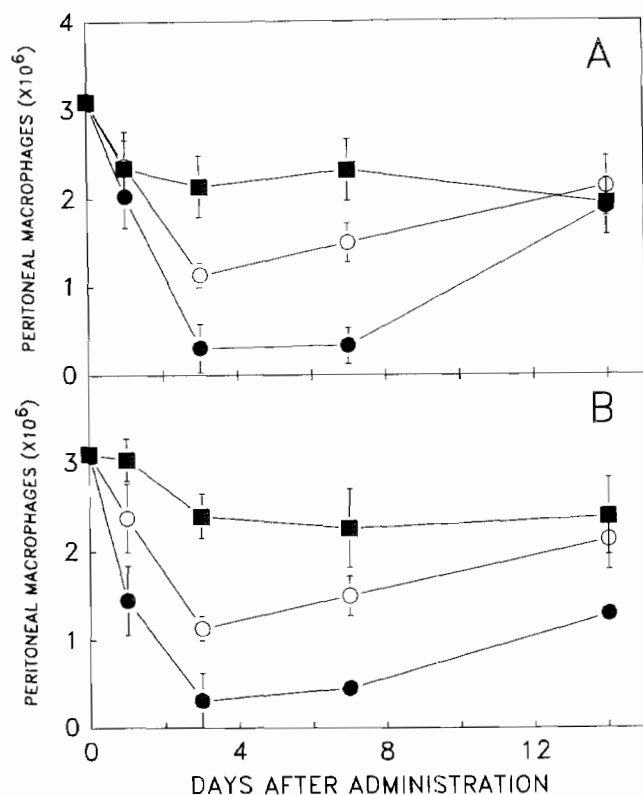 4
A
3
2
1
0
PERITONEAL MACROPHAGES (X10⁶)
B
3
2
1
0
PERITONEAL MACROPHAGES (X10⁶)
0 4 8 12
DAYS AFTER ADMINISTRATION